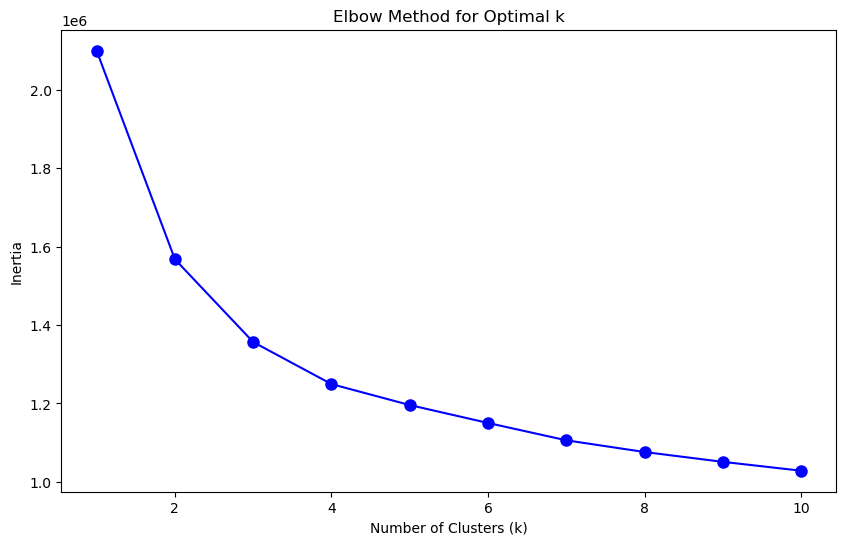 Elbow Method for Optimal k
1e6
2.0
1.8
1.6
1.4
1.2
1.0
Inertia
2 4 6 8 10
Number of Clusters (k)